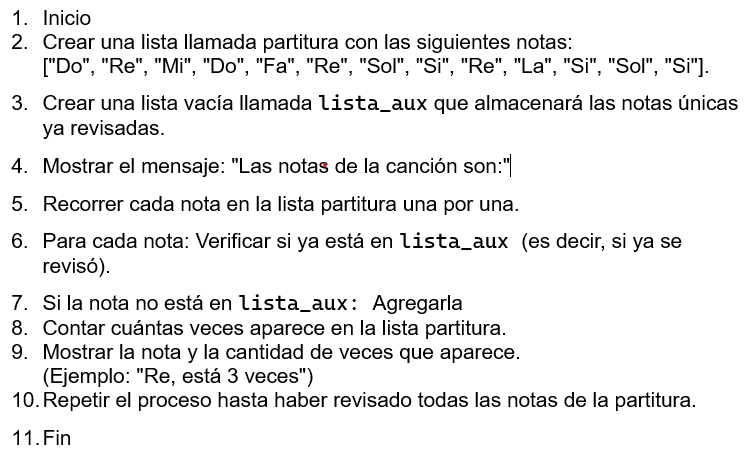 1. Inicio
2. Crear una lista llamada partitura con las siguientes notas:
["Do", "Re", "Mi", "Do", "Fa", "Re", "Sol", "Si", "Re", "La", "Si", "Sol", "Si"].
3. Crear una lista vacía llamada lista_aux que almacenará las notas únicas
ya revisadas.
4. Mostrar el mensaje: "Las notas de la canción son:"
5. Recorrer cada nota en la lista partitura una por una.
6. Para cada nota: Verificar si ya está en lista_aux (es decir, si ya se
revisó).
7. Si la nota no está en lista_aux: Agregarla
8. Contar cuántas veces aparece en la lista partitura.
9. Mostrar la nota y la cantidad de veces que aparece.
(Ejemplo: "Re, está 3 veces")
10. Repetir el proceso hasta haber revisado todas las notas de la partitura.
11. Fin